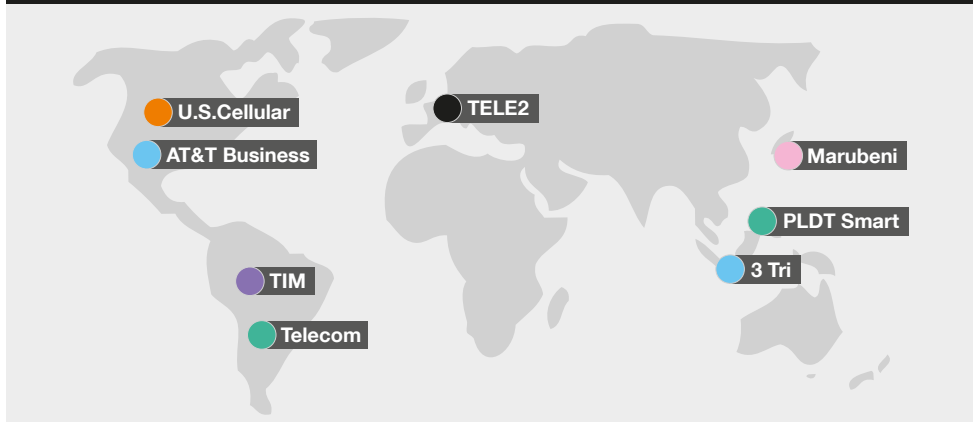 U.S.Cellular
TELE2
AT&T Business
Marubeni
PLDT Smart
3 Tri
TIM
Telecom